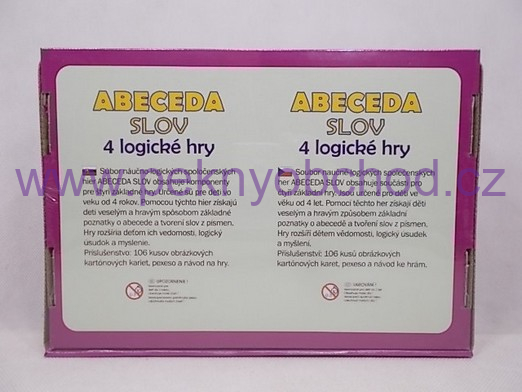 ABECEDA
SLOV
4 logické hry
Súbor náučno-logických spoločenských
hier ABECEDA SLOV obsahuje komponenty
pre štyri základné hry. Určené sú pre deti vo
veku od 4 rokov. Pomocou týchto hier získajú
deti veselým a hravým spôsobom základné
poznatky o abecede a tvorení slov z písmen.
Hry rozšíria deťom ich vedomosti, logický
úsudok a myslenie.
Príslušenstvo: 106 kusov obrázkových
kartónových kariet, pexeso a návod na hry.
UPOZORNENIE!
ABECEDA
SLOV
4 logické hry
Soubor naučně-logických společenských
her ABECEDA SLOV obsahuje součásti pro
čtyři základní hry. Jsou určené pro děti ve
věku od 4 let. Pomocí těchto her získají
děti veselým a hravým způsobem základní
poznatky o abecedě a tvaření slov z písmen.
Hry rozšíří dětem vědomosti, logický úsudek
a myšlení.
Příslušenství: 106 kusů obrázkových
kartónových karet, pexeso a návod ke hrám.
UPOZORNĚNÍ!
www.peknyobchod.cz